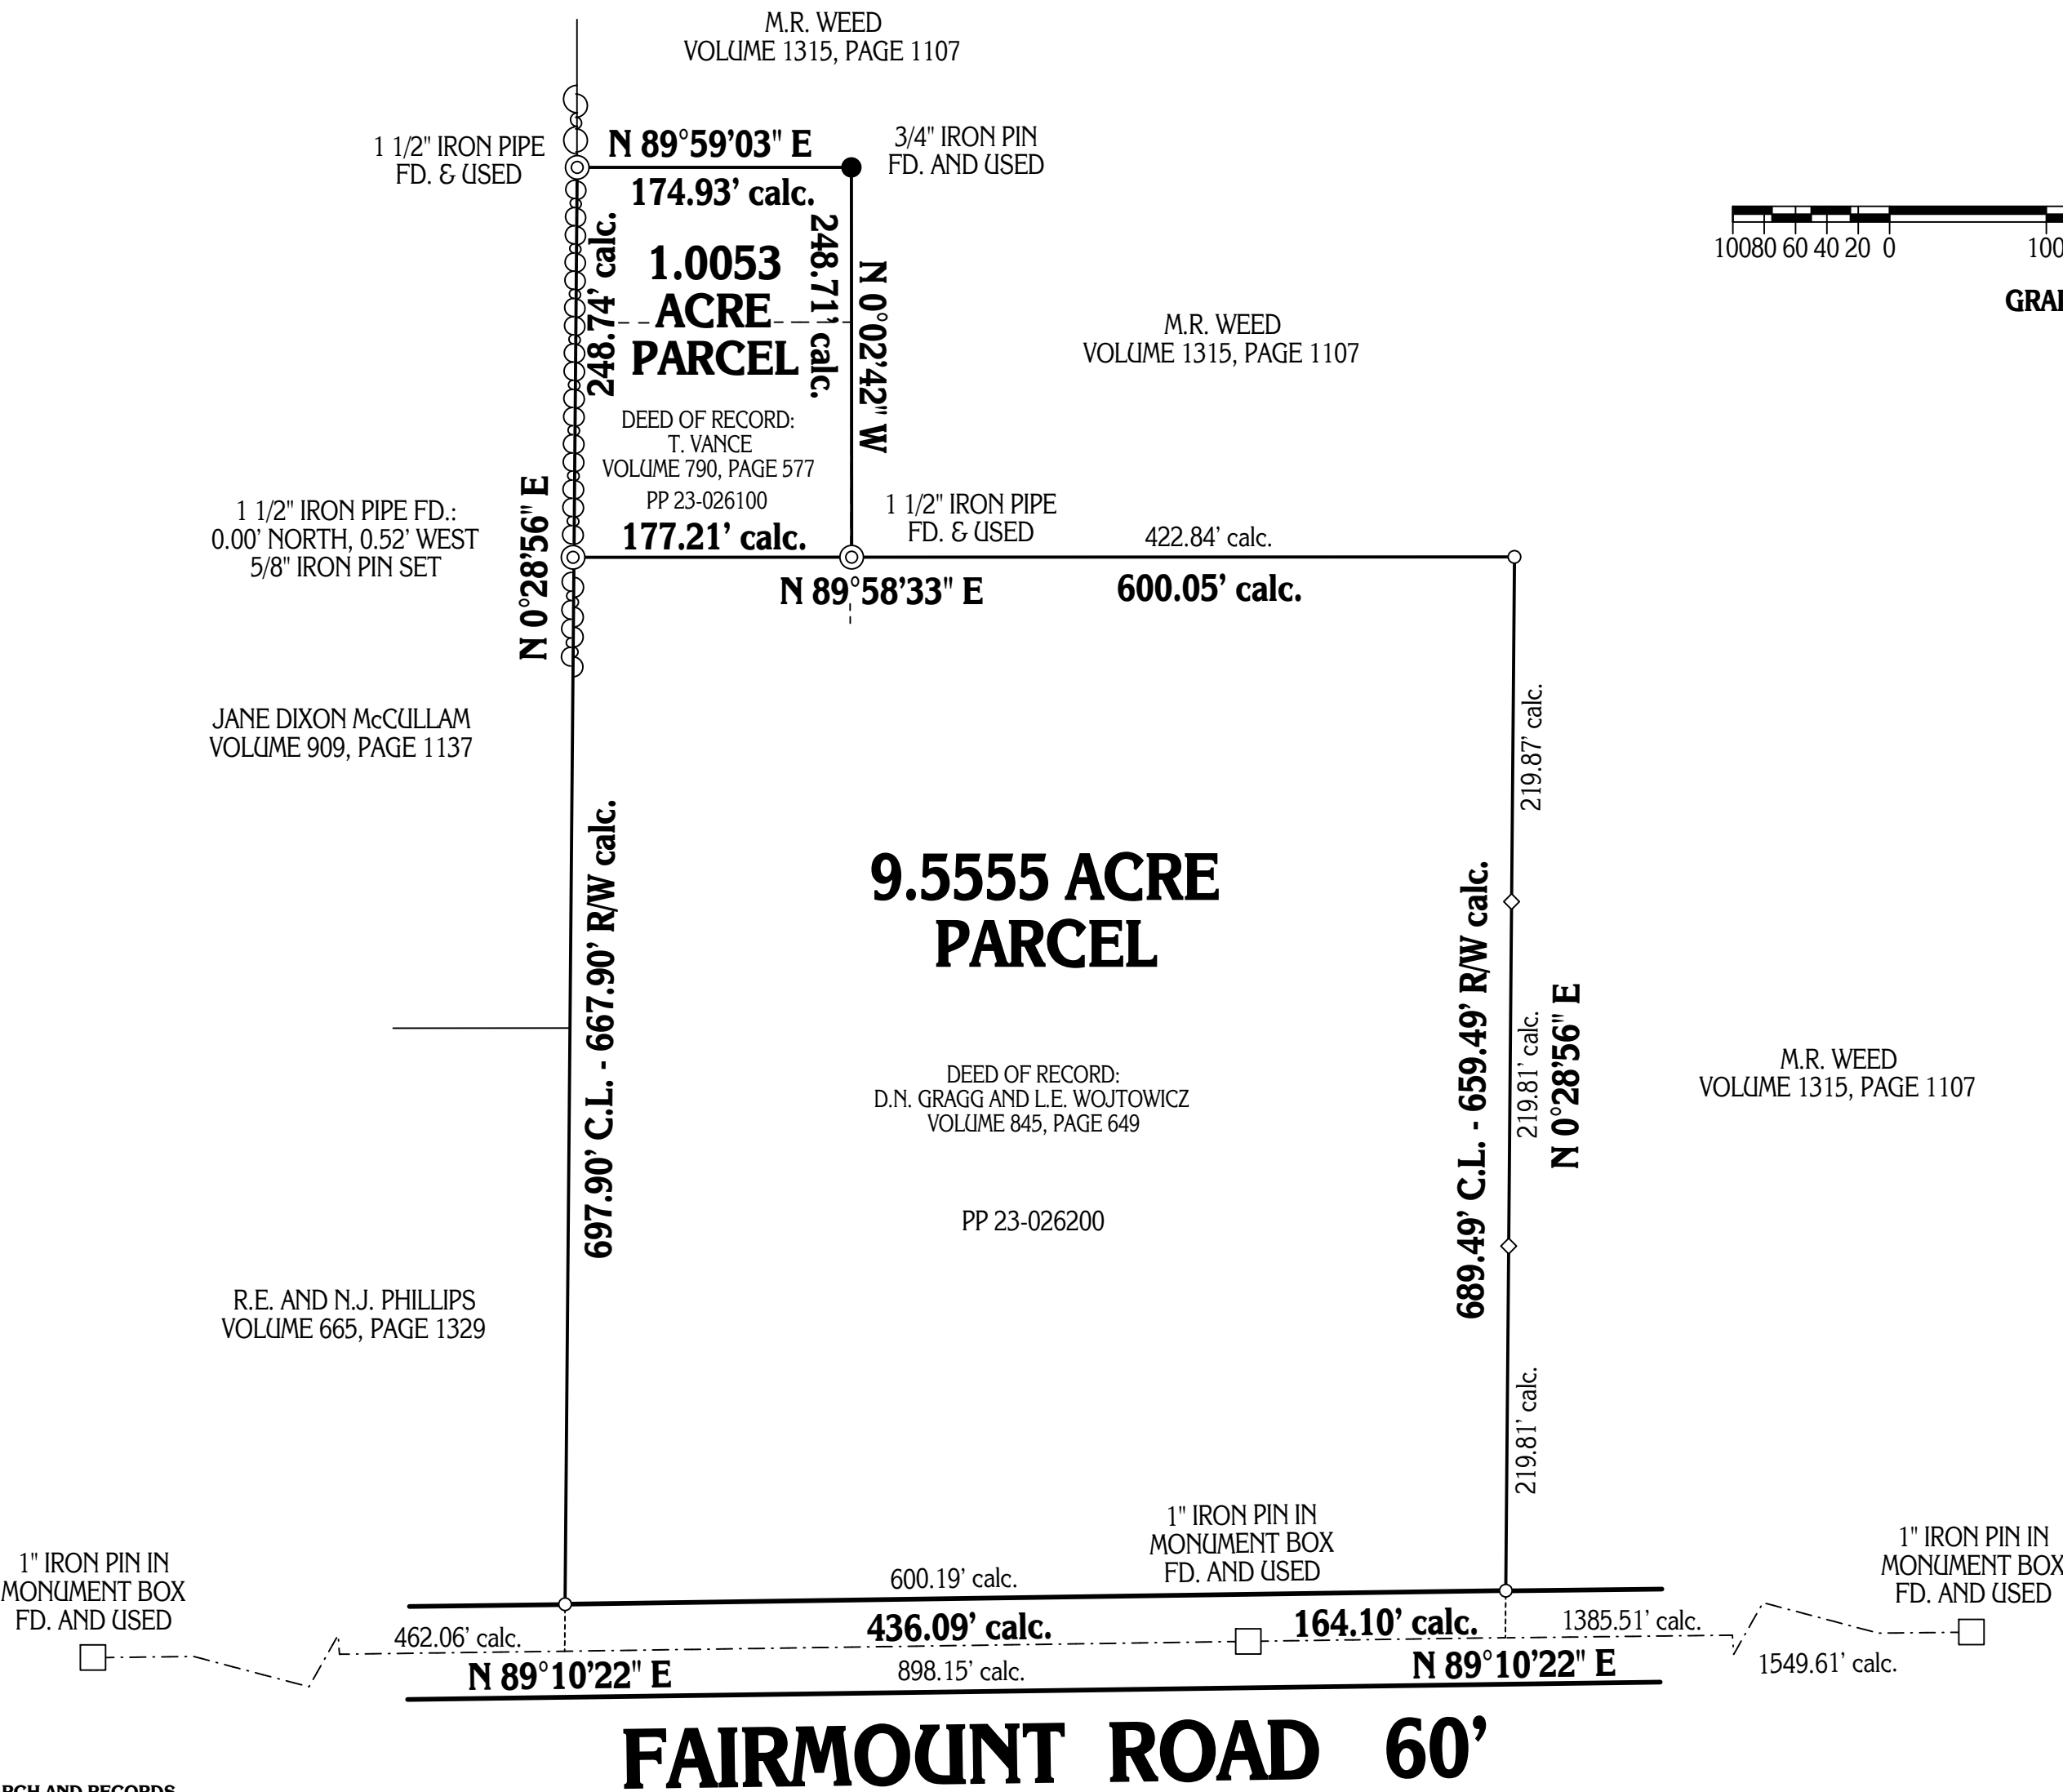 M.R. WEED
VOLUME 1315, PAGE 1107
1 1/2" IRON PIPE
FD. & USED
N 89°59'03" E
174.93' calc.
3/4" IRON PIN
FD. AND USED
248.74' calc.
1.0053
ACRE
PARCEL
248.71' calc.
N 0°02'42" W
10080 60 40 20 0 100
M.R. WEED
VOLUME 1315, PAGE 1107
DEED OF RECORD:
T. VANCE
VOLUME 790, PAGE 577
PP 23-026100
177.21' calc.
1 1/2" IRON PIPE FD.:
0.00' NORTH, 0.52' WEST
5/8" IRON PIN SET
N 0°28'56" E
1 1/2" IRON PIPE
FD. & USED
422.84' calc.
N 89°58'33" E
600.05' calc.
JANE DIXON McCULLAM
VOLUME 909, PAGE 1137
219.87' calc.
697.90' C.L. - 667.90' R/W calc.
9.5555 ACRE
PARCEL
689.49' C.L. - 659.49' R/W calc.
219.81' calc.
N 0°28'56" E
DEED OF RECORD:
D.N. GRAGG AND L.E. WOJTOWICZ
VOLUME 845, PAGE 649
M.R. WEED
VOLUME 1315, PAGE 1107
PP 23-026200
R.E. AND N.J. PHILLIPS
VOLUME 665, PAGE 1329
219.81' calc.
1" IRON PIN IN
MONUMENT BOX
FD. AND USED
1" IRON PIN IN
MONUMENT BOX
FD. AND USED
1" IRON PIN IN
MONUMENT BOX
FD. AND USED
600.19' calc.
462.06' calc.
436.09' calc.
164.10' calc.
1385.51' calc.
N 89°10'22" E
898.15' calc.
N 89°10'22" E
1549.61' calc.
FAIRMOUNT ROAD 60'
AND RECORDS